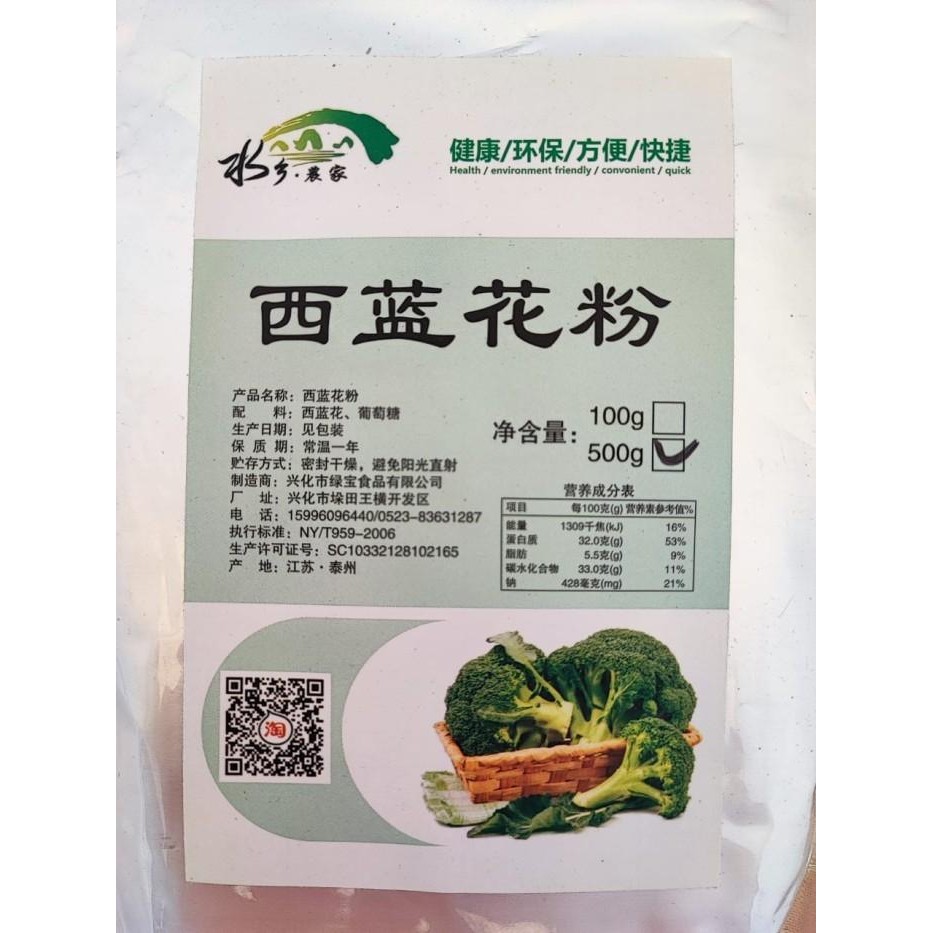 水乡·農家
健康/环保/方便/快捷
Health / environment friendly / convonient / quick
西蓝花粉
产品名称：西蓝花粉
配 料：西蓝花、葡萄糖
生产日期：见包装
保 质 期：常温一年
贮存方式：密封干燥，避免阳光直射
制造商：兴化市绿宝食品有限公司
厂 址：兴化市垛田王横开发区
电 话：15996096440/0523-83631287
执行标准：NY/T959-2006
生产许可证号：SC10332128102165
产 地：江苏·泰州
净含量：
100g
500g
营养成分表
项目 每100克(g) 营养素参考值%
能量 1309千焦(kJ) 16%
蛋白质 32.0克(g) 53%
脂肪 5.5克(g) 9%
碳水化合物 33.0克(g) 11%
钠 428毫克(mg) 21%
淘